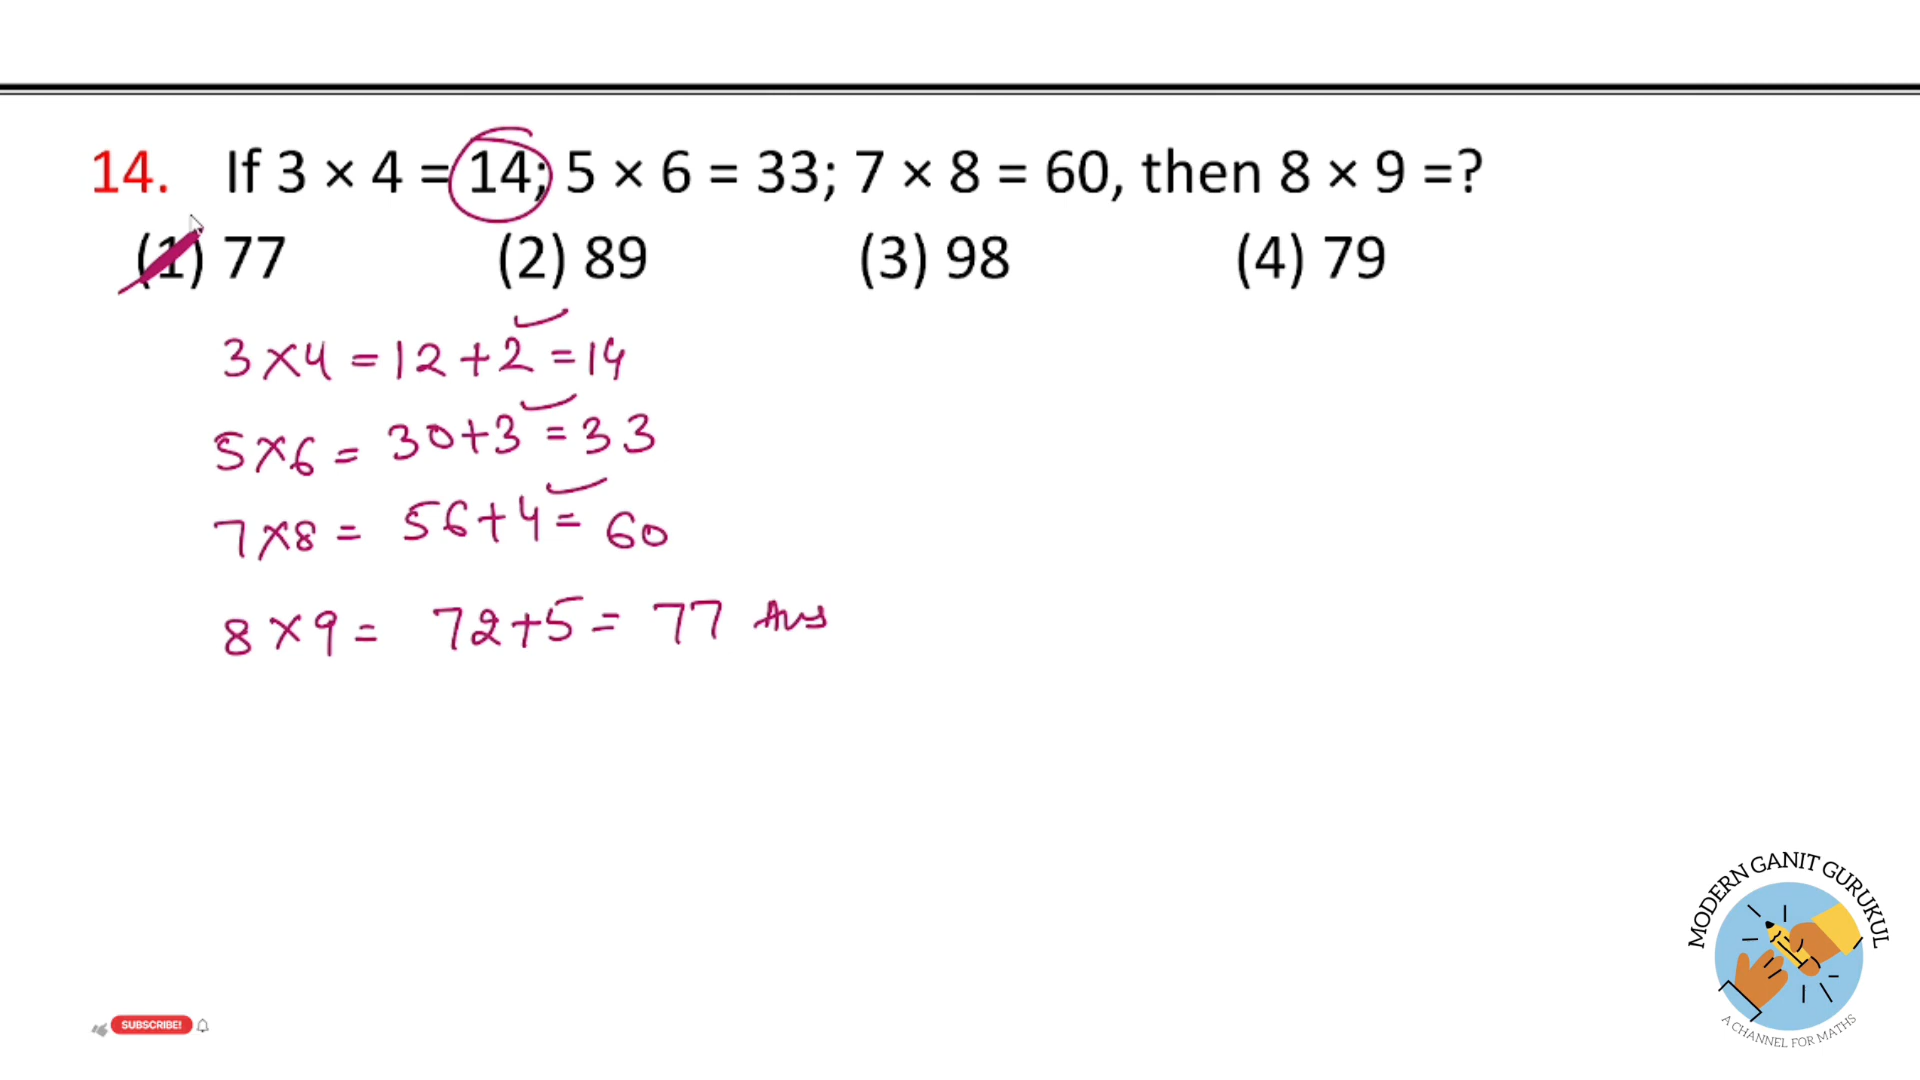 14. If 3 × 4 = 14; 5 × 6 = 33; 7 × 8 = 60, then 8 × 9 =?
(1) 77 (2) 89 (3) 98 (4) 79
3×4 = 12+2 = 14
5×6 = 30+3 = 33
7×8 = 56+4 = 60
8×9 = 72+5 = 77 Ans
MODERN GANIT GURUKUL
A CHANNEL FOR MATHS
SUBSCRIBE!